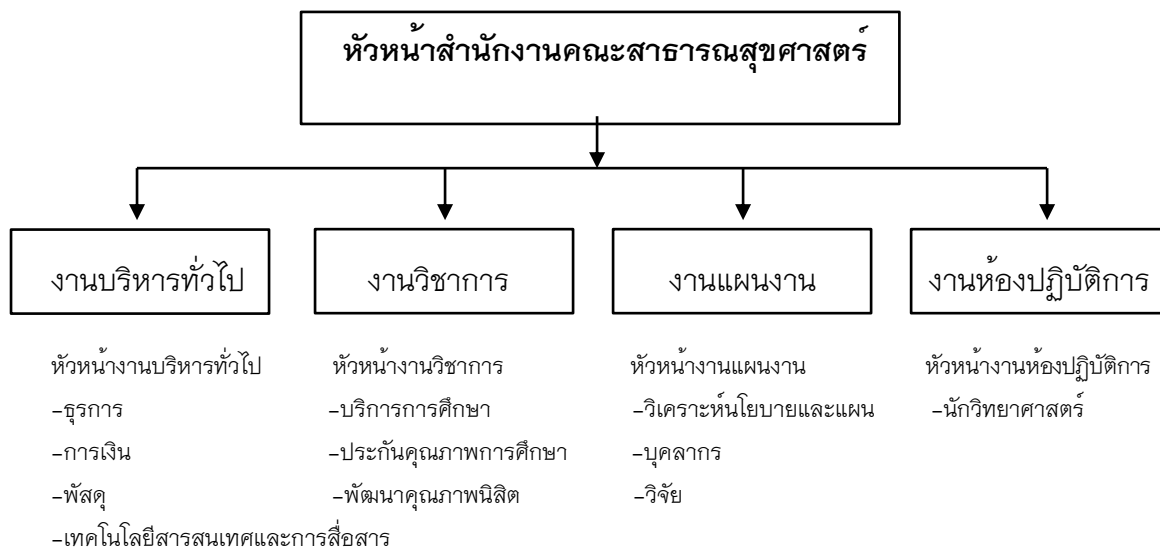 หัวหน้าสำนักงานคณะสาธารณสุขศาสตร์
งานบริหารทั่วไป
งานวิชาการ
งานแผนงาน
งานห้องปฏิบัติการ
หัวหน้างานบริหารทั่วไป
-ธุรการ
-การเงิน
-พัสดุ
-เทคโนโลยีสารสนเทศและการสื่อสาร
หัวหน้างานวิชาการ
-บริการการศึกษา
-ประกันคุณภาพการศึกษา
-พัฒนาคุณภาพนิสิต
หัวหน้างานแผนงาน
-วิเคราะห์นโยบายและแผน
-บุคลากร
-วิจัย
หัวหน้างานห้องปฏิบัติการ
-นักวิทยาศาสตร์